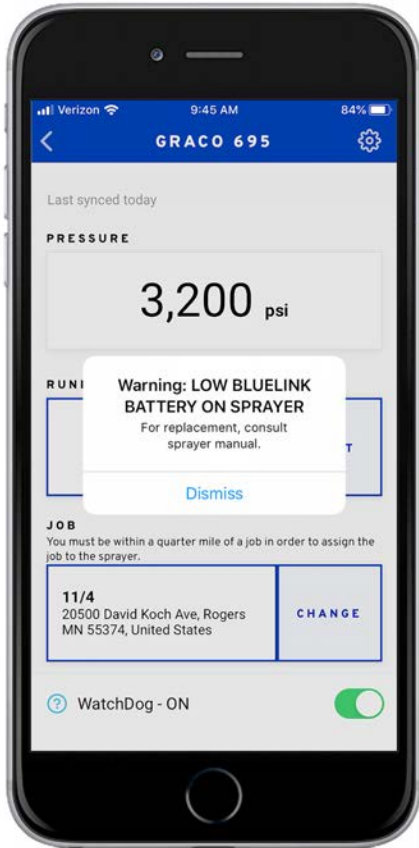 Verizon 9:45 AM 84%
GRACO 695
Last synced today
PRESSURE
3,200 psi
Warning: LOW BLUELINK
BATTERY ON SPRAYER
For replacement, consult
sprayer manual.
Dismiss
JOB
You must be within a quarter mile of a job in order to assign the
job to the sprayer.
11/4
20500 David Koch Ave, Rogers
MN 55374, United States
CHANGE
? WatchDog - ON